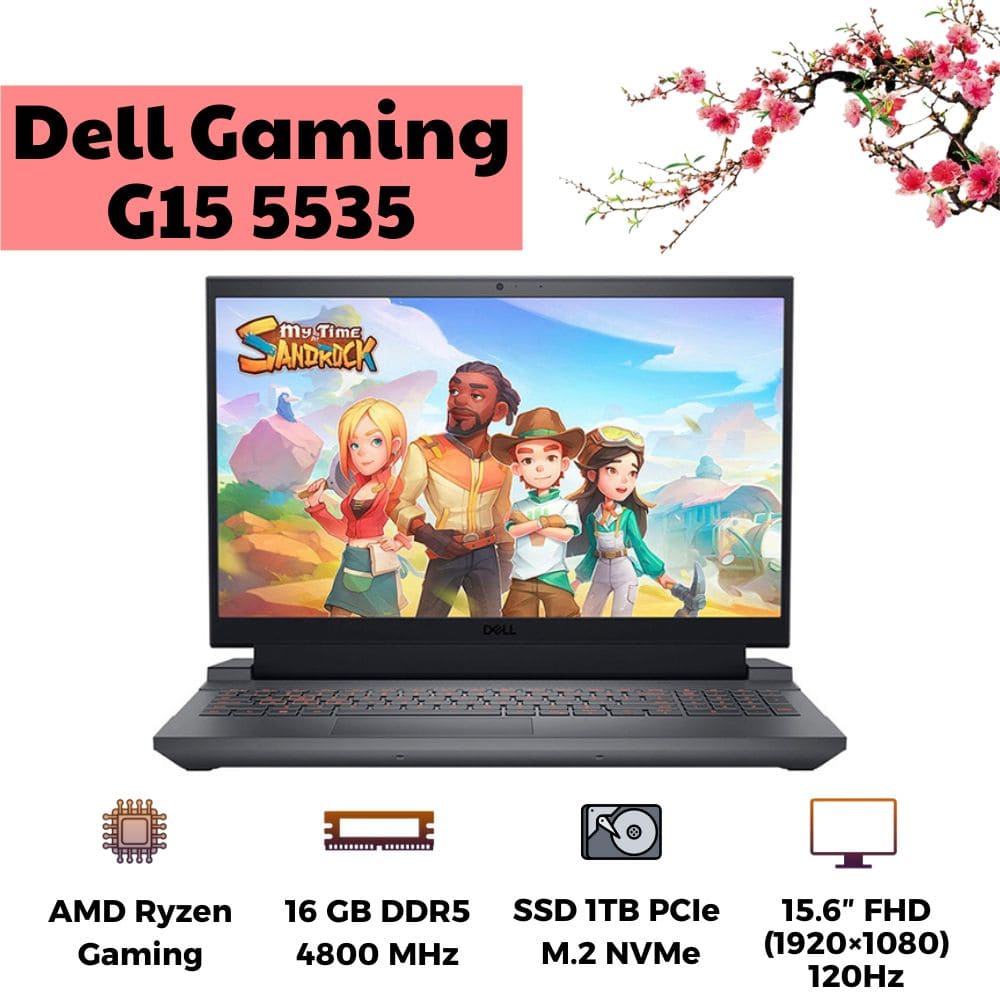 Dell Gaming
G15 5535
My Time
AT
SANDROCK
DELL
AMD Ryzen
Gaming
16 GB DDR5
4800 MHz
SSD 1TB PCIe
M.2 NVMe
15.6" FHD
(1920×1080)
120Hz